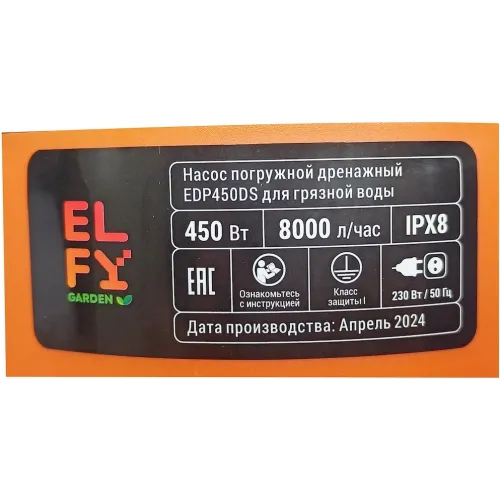 EL
FY
GARDEN
Насос погружной дренажный
EDP450DS для грязной воды
450 Вт
8000 л/час
IPX8
EAC
Ознакомьтесь
с инструкцией
Класс
защиты I
230 Вт / 50 Гц
Дата производства: Апрель 2024